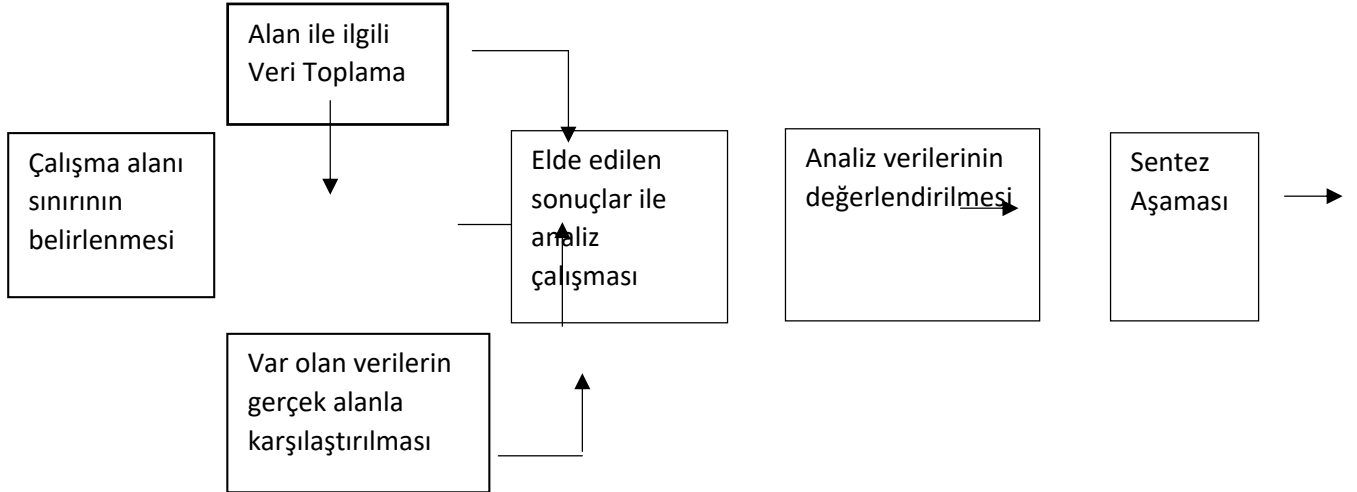 Alan ile ilgili
Veri Toplama
Çalışma alanı
sınırının
belirlenmesi
Var olan verilerin
gerçek alanla
karşılaştırılması
Elde edilen
sonuçlar ile
analiz
çalışması
Analiz verilerinin
değerlendirilmesi
Sentez
Aşaması